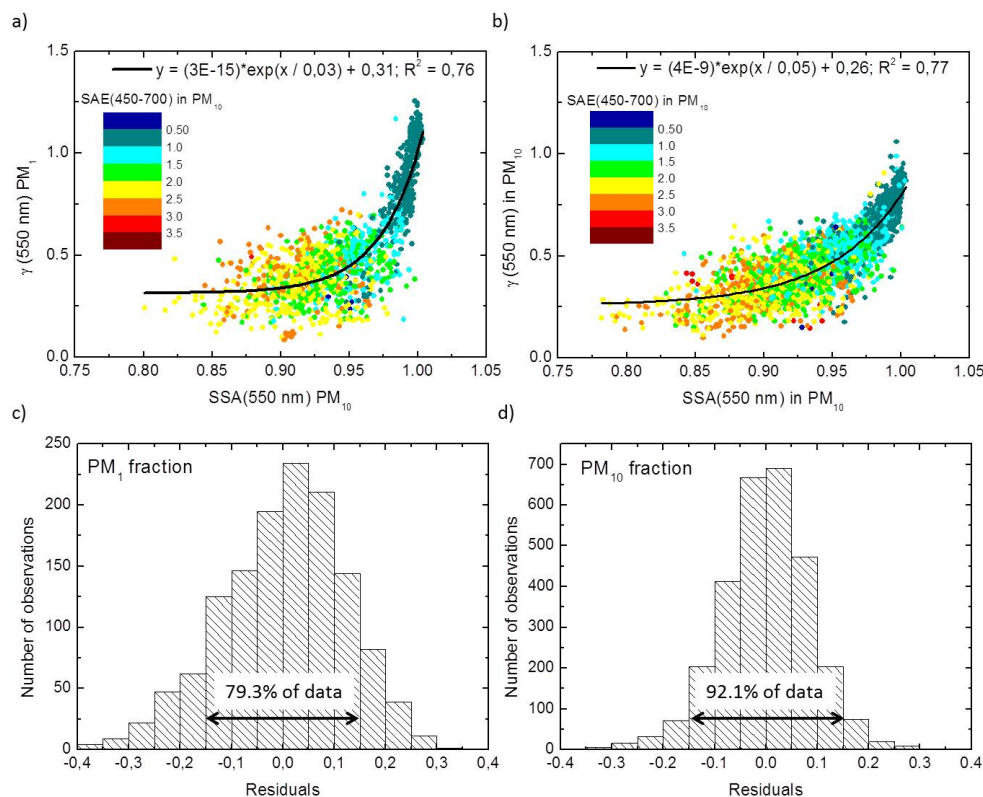 a)
y = (3E-15)*exp(x / 0,03) + 0,31; R² = 0,76
SAE(450-700) in PM₁₀
0.50
1.0
1.5
2.0
2.5
3.0
3.5
γ (550 nm) PM₁
1.5
1.0
0.5
0.0
0.75 0.80 0.85 0.90 0.95 1.00 1.05
SSA(550 nm) PM₁₀
b)
y = (4E-9)*exp(x / 0,05) + 0,26; R² = 0,77
SAE(450-700) in PM₁₀
0.50
1.0
1.5
2.0
2.5
3.0
3.5
γ (550 nm) in PM₁₀
1.5
1.0
0.5
0.0
0.80 0.85 0.90 0.95 1.00 1.05
SSA(550 nm) in PM₁₀
c)
PM₁ fraction
Number of observations
250
200
150
100
50
0
79.3% of data
-0,4 -0,3 -0,2 -0,1 0,0 0,1 0,2 0,3 0,4
Residuals
d)
PM₁₀ fraction
Number of observations
700
600
500
400
300
200
100
0
92.1% of data
-0.4 -0.3 -0.2 -0.1 0.0 0.1 0.2 0.3 0.4
Residuals